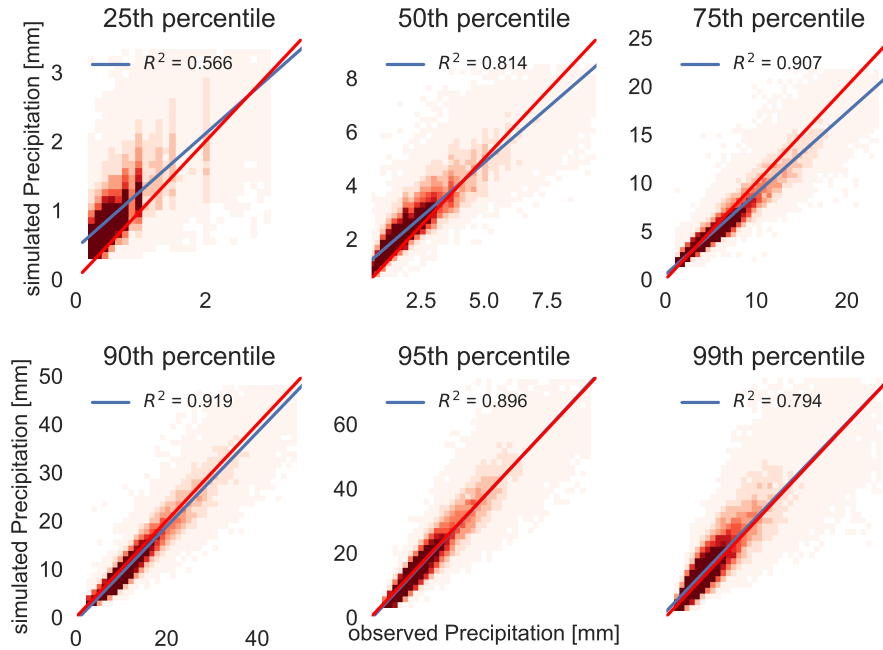 25th percentile
50th percentile
75th percentile
simulated Precipitation [mm]
R² = 0.566
R² = 0.814
R² = 0.907
3
2
1
0
8
6
4
2
25
20
15
10
5
0
0 2
2.5 5.0 7.5
0 10 20
90th percentile
95th percentile
99th percentile
simulated Precipitation [mm]
R² = 0.919
R² = 0.896
R² = 0.794
50
40
30
20
10
0
60
40
20
0
0 20 40
observed Precipitation [mm]